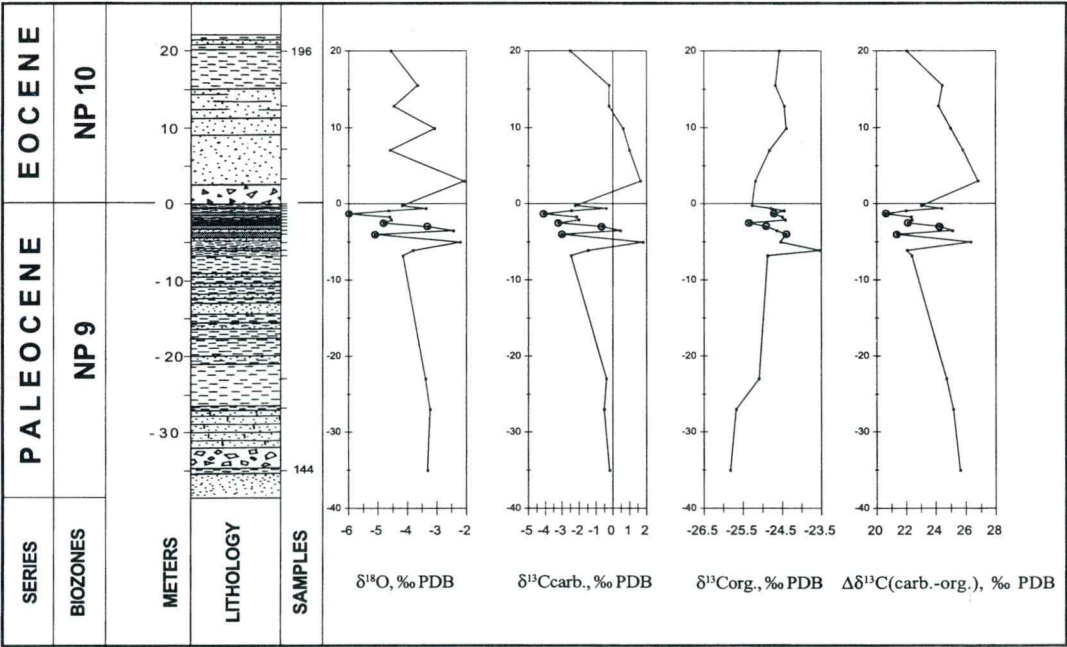 EOCENE
PALEOCENE
NP 10
NP 9
20
10
0
- 10
- 20
- 30
196
144
20
10
0
-10
-20
-30
-40
-6 -5 -4 -3 -2
δ¹⁸O, ‰ PDB
20
10
0
-10
-20
-30
-40
-5 -4 -3 -2 -1 0 1 2
δ¹³Ccarb., ‰ PDB
20
10
0
-10
-20
-30
-40
-26.5 -25.5 -24.5 -23.5
δ¹³Corg., ‰ PDB
20
10
0
-10
-20
-30
-40
20 22 24 26 28
Δδ¹³C(carb.-org.), ‰ PDB
SERIES
BIOZONES
METERS
LITHOLOGY
SAMPLES